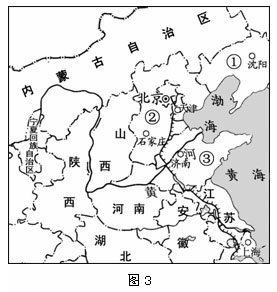 内蒙古自治区
①
沈阳
北京
天津
渤海
②
石家庄
宁夏回族自治区
山西
陕西
济南
③
黄河
黄海
河南
江苏
安徽
上海
湖北
图3